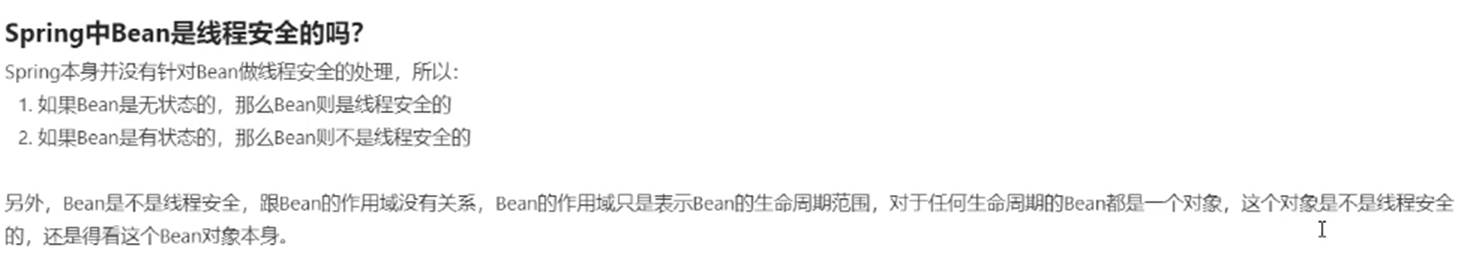 Spring中Bean是线程安全的吗?
Spring本身并没有针对Bean做线程安全的处理，所以：
1. 如果Bean是无状态的，那么Bean则是线程安全的
2. 如果Bean是有状态的，那么Bean则不是线程安全的
另外，Bean是不是线程安全，跟Bean的作用域没有关系，Bean的作用域只是表示Bean的生命周期范围，对于任何生命周期的Bean都是一个对象，这个对象是不是线程安全
的，还是得看这个Bean对象本身。